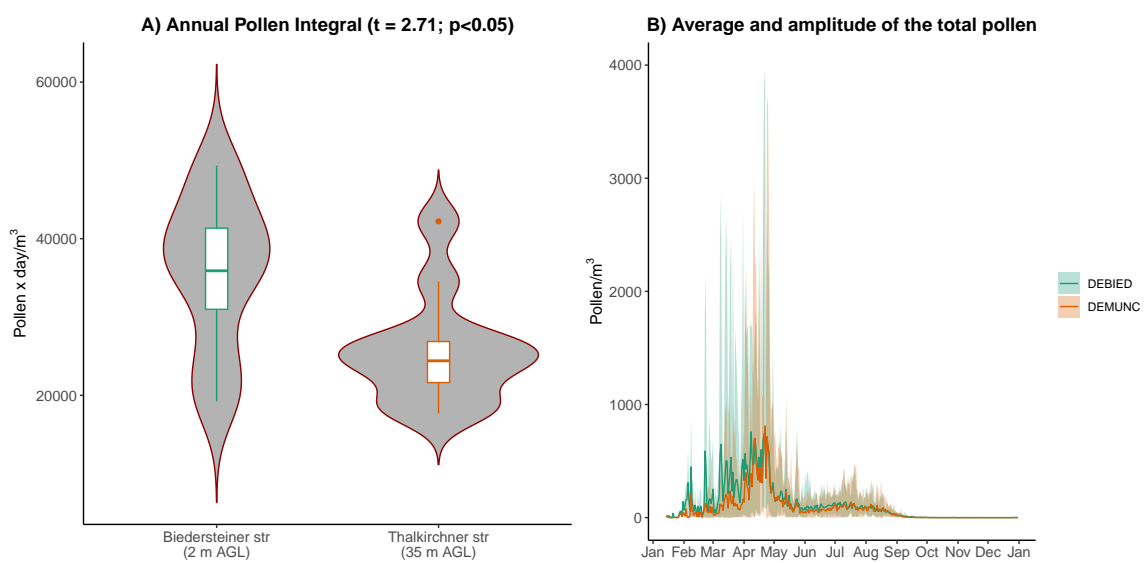 A) Annual Pollen Integral (t = 2.71; p<0.05)
Pollen x day/m³
60000
40000
20000
Biedersteiner str
(2 m AGL)
Thalkirchner str
(35 m AGL)
B) Average and amplitude of the total pollen
Pollen/m³
4000
3000
2000
1000
0
Jan Feb Mar Apr May Jun Jul Aug Sep Oct Nov Dec Jan
DEBIED
DEMUNC